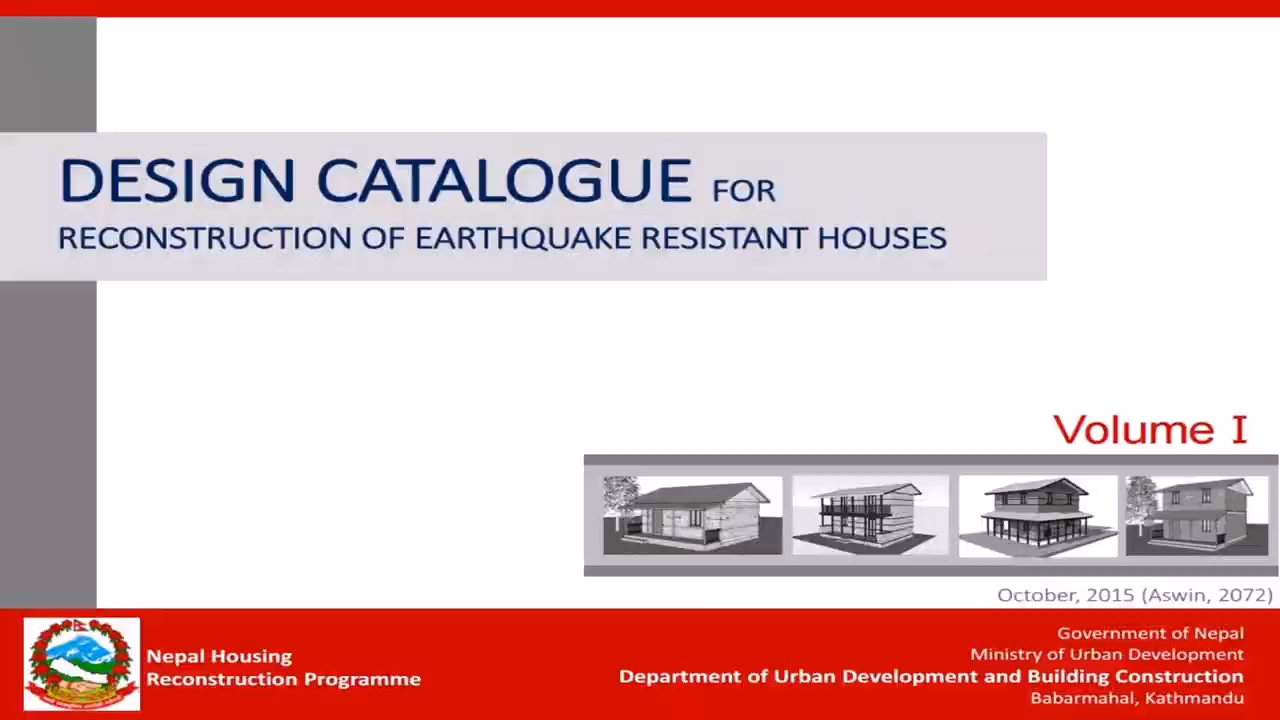 DESIGN CATALOGUE FOR
RECONSTRUCTION OF EARTHQUAKE RESISTANT HOUSES
Volume I
October, 2015 (Aswin, 2072)
Nepal Housing
Reconstruction Programme
Government of Nepal
Ministry of Urban Development
Department of Urban Development and Building Construction
Babarmahal, Kathmandu